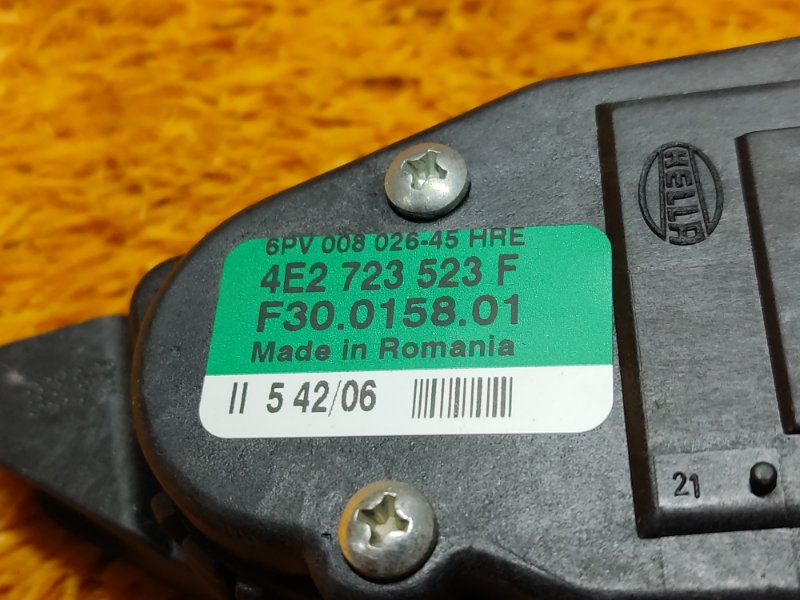 HELLA
6PV 008 026-45 HRE
4E2 723 523 F
F30.0158.01
Made in Romania
II 5 42/06
21